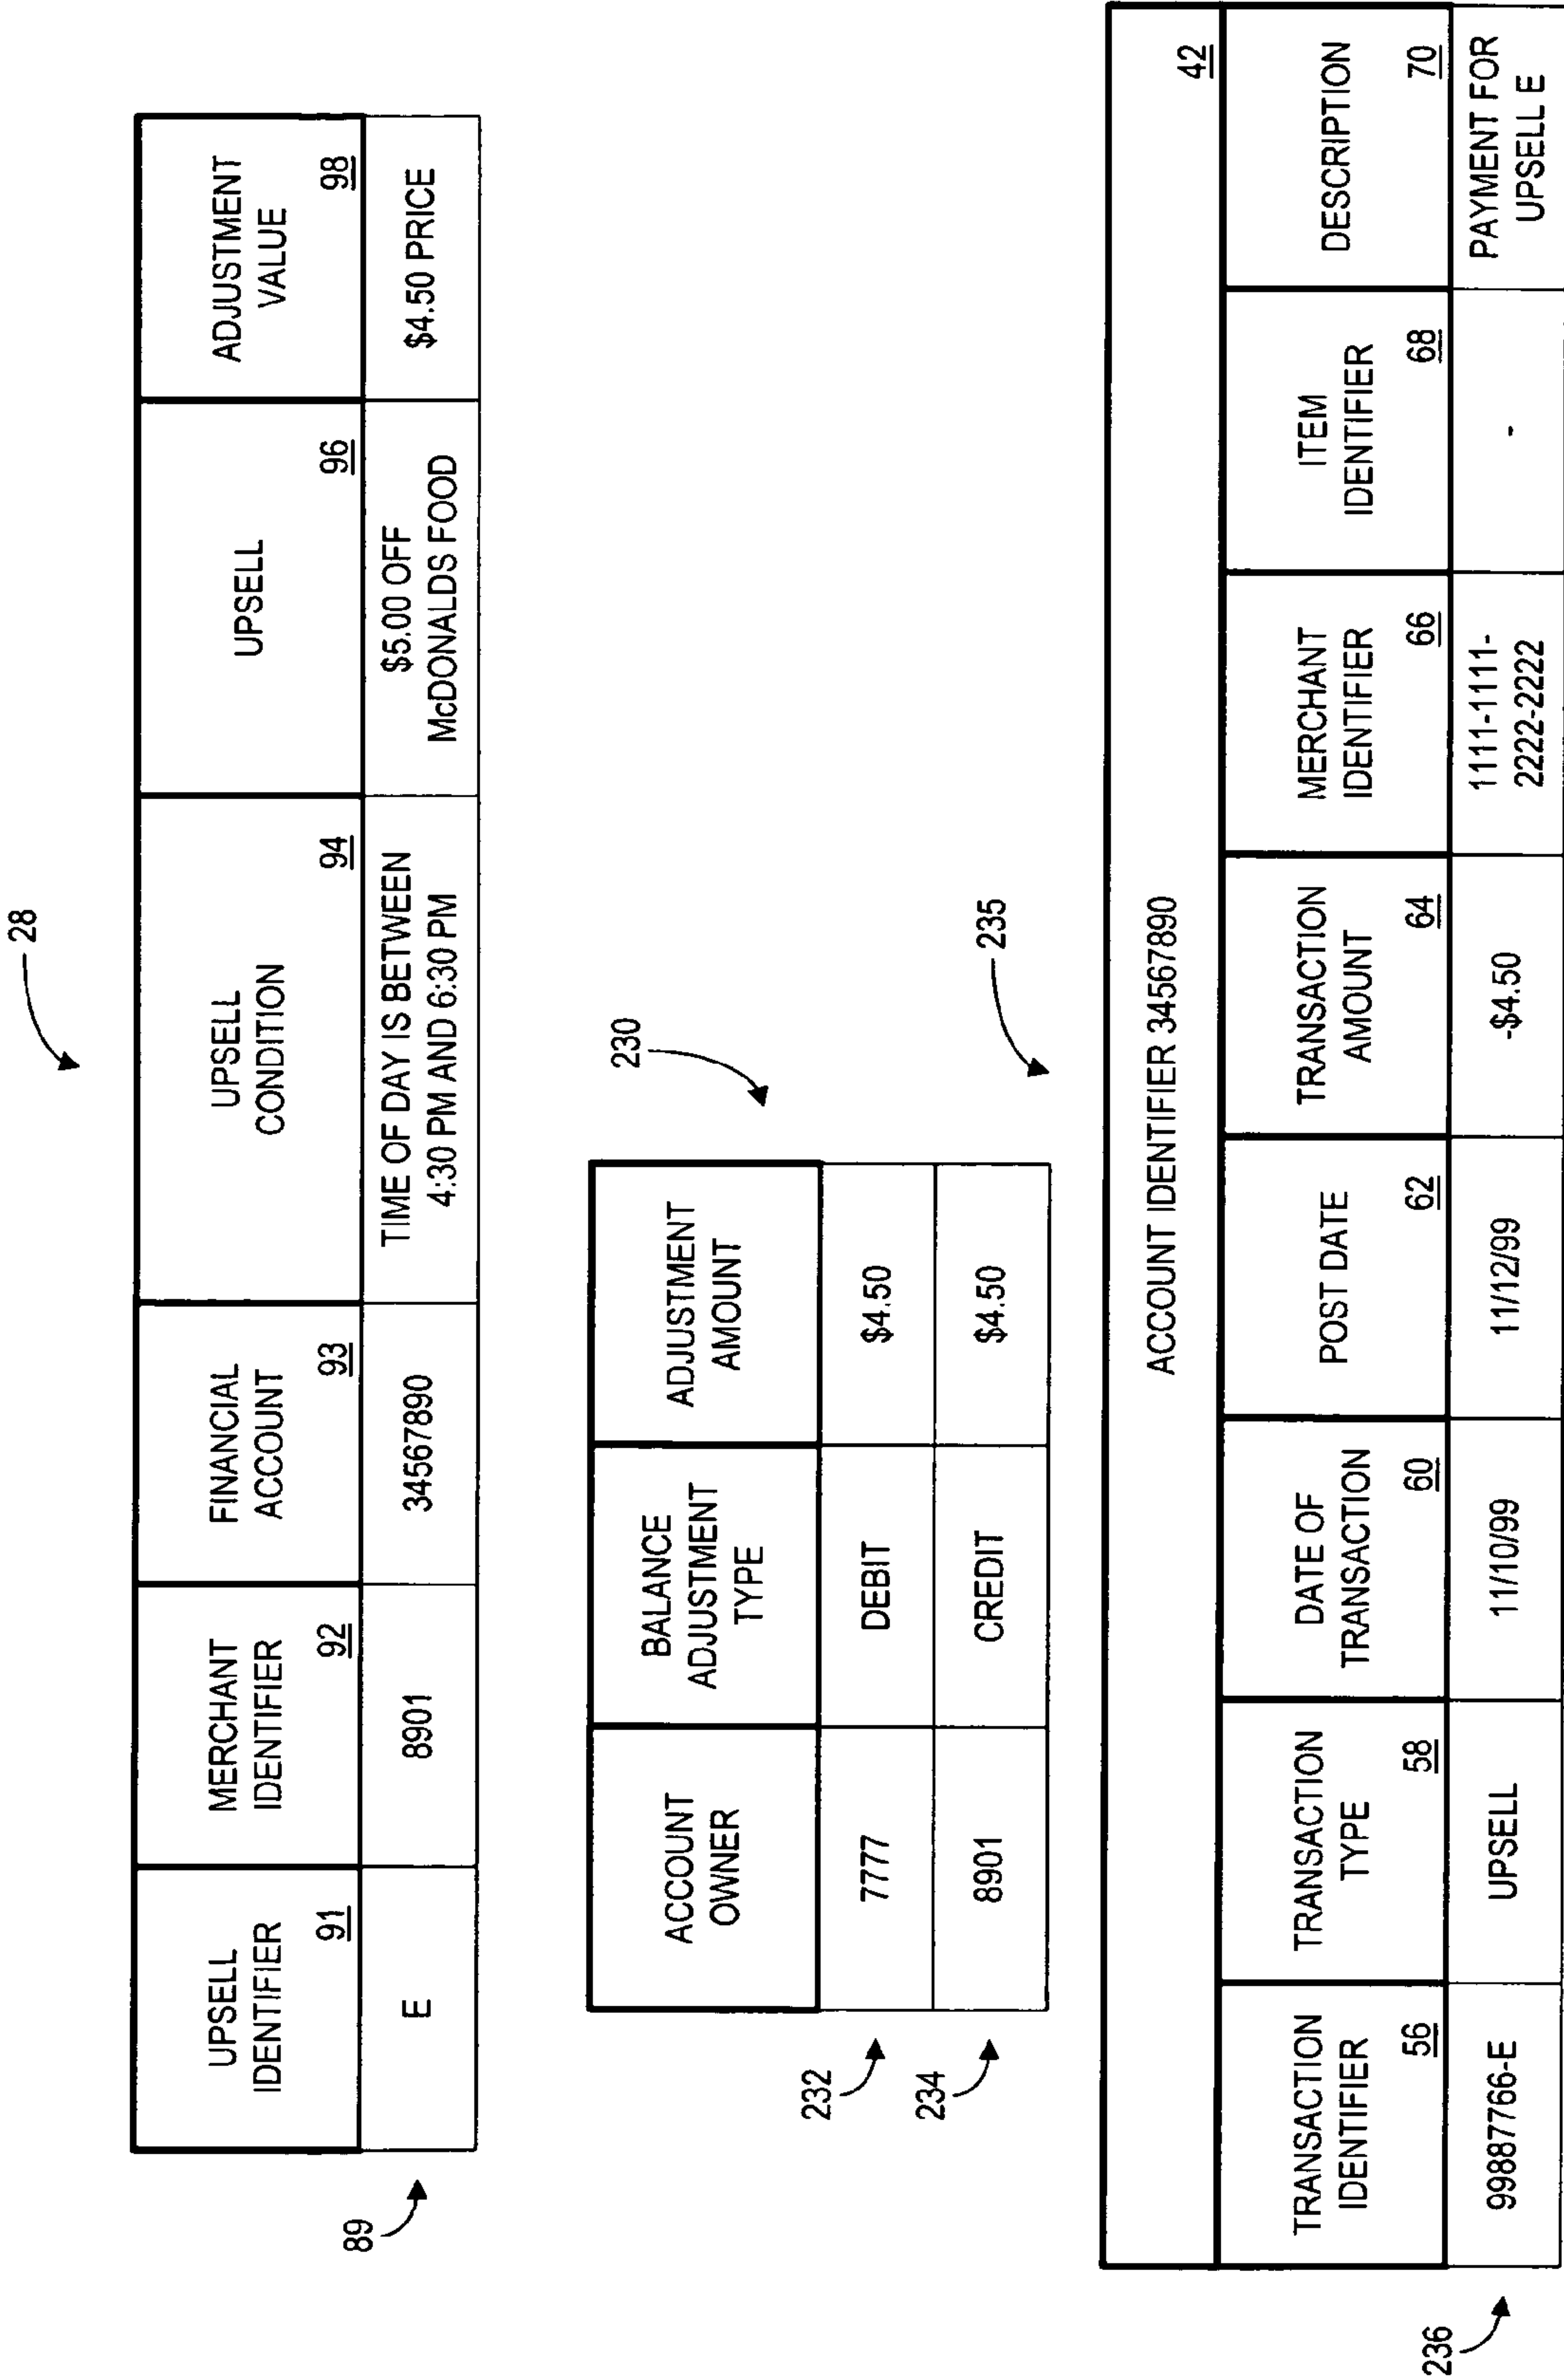 28
UPSELL
IDENTIFIER
91
MERCHANT
IDENTIFIER
92
FINANCIAL
ACCOUNT
93
UPSELL
CONDITION
94
UPSELL
96
ADJUSTMENT
VALUE
98
89
E
8901
34567890
TIME OF DAY IS BETWEEN
4:30 PM AND 6:30 PM
$5.00 OFF
McDONALDS FOOD
$4.50 PRICE
230
ACCOUNT
OWNER
BALANCE
ADJUSTMENT
TYPE
ADJUSTMENT
AMOUNT
232
7777
DEBIT
$4.50
234
8901
CREDIT
$4.50
235
ACCOUNT IDENTIFIER 34567890
42
TRANSACTION
IDENTIFIER
56
TRANSACTION
TYPE
58
DATE OF
TRANSACTION
60
POST DATE
62
TRANSACTION
AMOUNT
64
MERCHANT
IDENTIFIER
66
ITEM
IDENTIFIER
68
DESCRIPTION
70
236
99887766-E
UPSELL
11/10/99
11/12/99
-$4.50
1111-1111-
2222-2222
-
PAYMENT FOR
UPSELL E